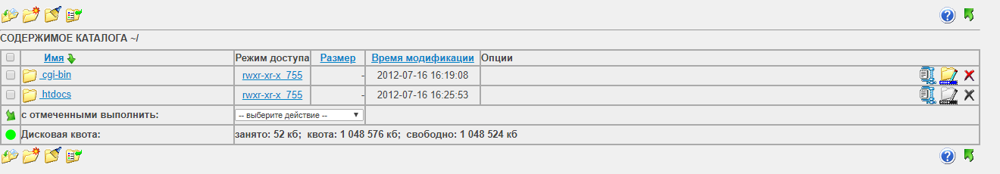 СОДЕРЖИМОЕ КАТАЛОГА ~/
Имя Режим доступа Размер Время модификации Опции
cgi-bin rwxr-xr-x 755 - 2012-07-16 16:19:08
htdocs rwxr-xr-x 755 - 2012-07-16 16:25:53
с отмеченными выполнить: -- выберите действие --
Дисковая квота: занято: 52 кб; квота: 1 048 576 кб; свободно: 1 048 524 кб